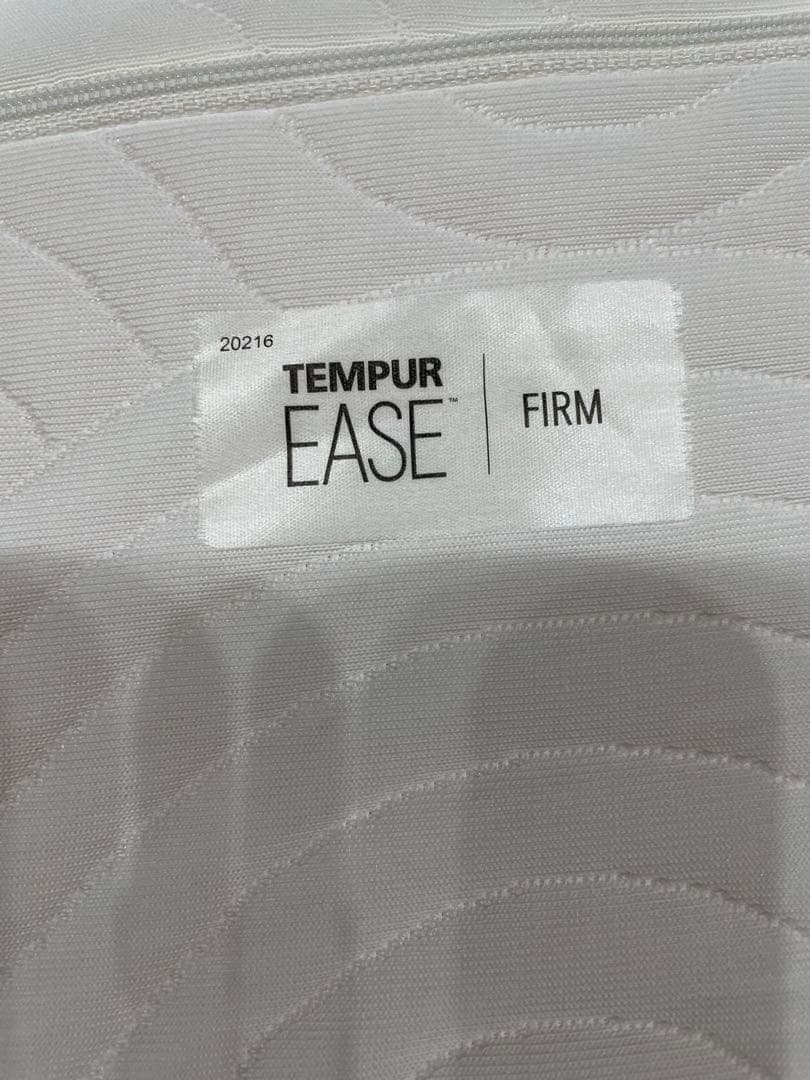 20216
TEMPUR
EASE™
FIRM